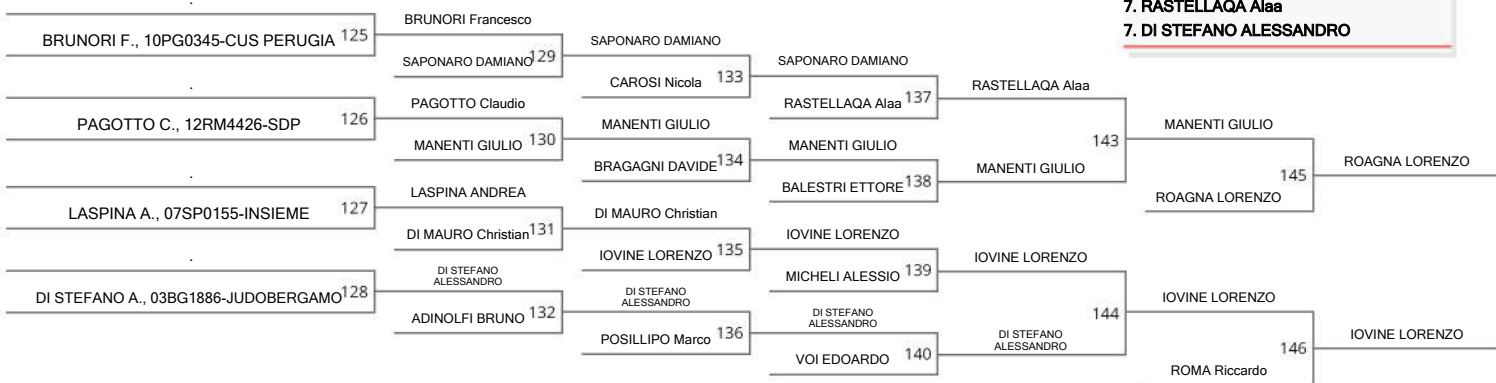 .
BRUNORI F., 10PG0345-CUS PERUGIA 125
.
PAGOTTO C., 12RM4426-SDP 126
.
LASPINA A., 07SP0155-INSIEME 127
.
DI STEFANO A., 03BG1886-JUDOBERGAMO 128
BRUNORI Francesco
SAPONARO DAMIANO 129
PAGOTTO Claudio
MANENTI GIULIO 130
LASPINA ANDREA
DI MAURO Christian 131
DI STEFANO
ALESSANDRO
ADINOLFI BRUNO 132
SAPONARO DAMIANO
CAROSI Nicola 133
MANENTI GIULIO
BRAGAGNI DAVIDE 134
DI MAURO Christian
IOVINE LORENZO 135
DI STEFANO
ALESSANDRO
POSILLIPO Marco 136
SAPONARO DAMIANO
RASTELLAQA Alaa 137
MANENTI GIULIO
BALESTRI ETTORE 138
IOVINE LORENZO
MICHELI ALESSIO 139
DI STEFANO
ALESSANDRO
VOI EDOARDO 140
RASTELLAQA Alaa
143
MANENTI GIULIO
IOVINE LORENZO
144
DI STEFANO
ALESSANDRO
7. RASTELLAQA Alaa
7. DI STEFANO ALESSANDRO
MANENTI GIULIO
145
ROAGNA LORENZO
IOVINE LORENZO
146
ROMA Riccardo
ROAGNA LORENZO
IOVINE LORENZO